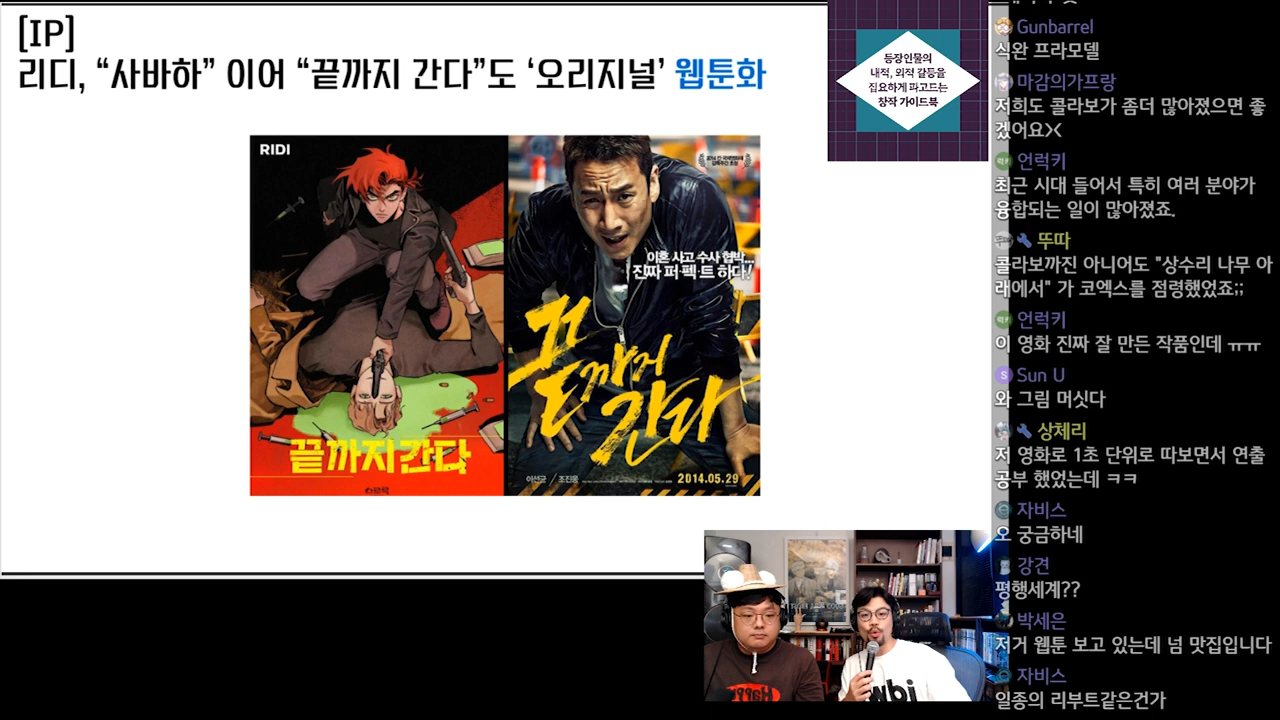 [IP]
리디, “사바하” 이어 “끝까지 간다”도 ‘오리지널’ 웹툰화
등장인물의
내적, 외적 갈등을
집요하게 파고드는
창작 가이드북
RIDI
끝까지 간다
이혼 사고 수사 협박...
진짜 퍼·펙·트 하다!
끝까지
간다
이선균 / 조진웅
2014.05.29
Gunbarrel
식완 프라모델
마감의가프랑
저희도 콜라보가 좀더 많아졌으면 좋
겠어요><
럭키 언럭키
최근 시대 들어서 특히 여러 분야가
융합되는 일이 많아졌죠.
뚜따
콜라보까진 아니어도 "상수리 나무 아
래에서" 가 코엑스를 점령했었죠;;
럭키 언럭키
이 영화 진짜 잘 만든 작품인데 ㅠㅠ
S Sun U
와 그림 머싯다
상체리
저 영화로 1초 단위로 따보면서 연출
공부 했었는데 ㅋㅋ
자비스
오 궁금하네
강견
평행세계??
박세은
저거 웹툰 보고 있는데 넘 맛집입니다
자비스
일종의 리부트같은건가